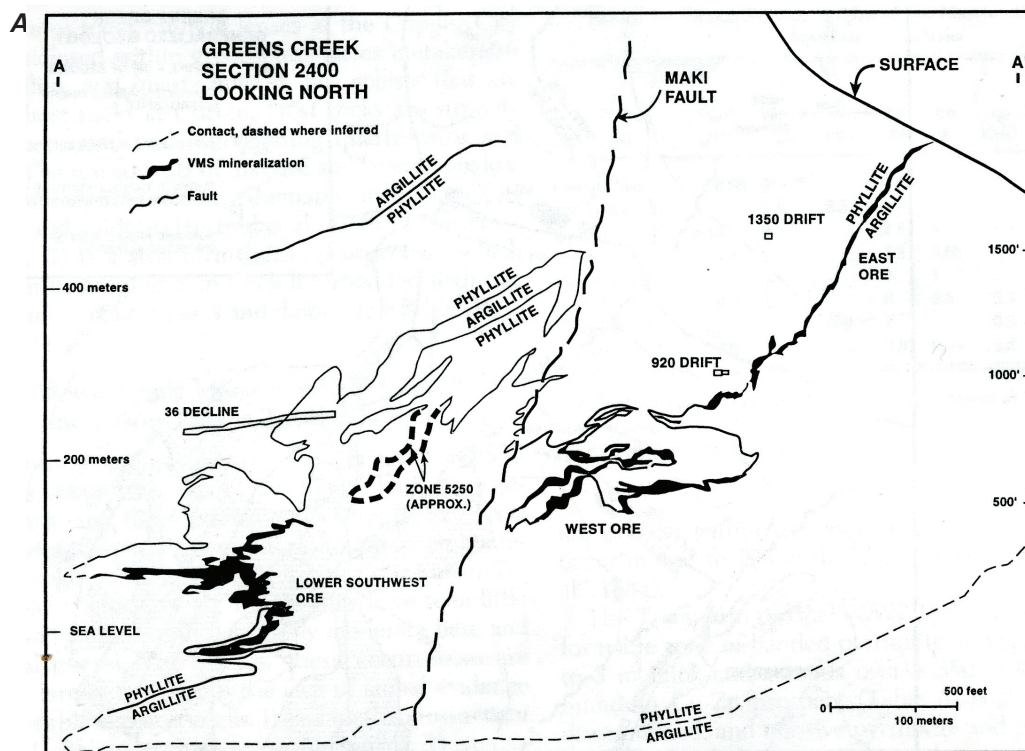 A
GREENS CREEK
SECTION 2400
LOOKING NORTH
A
A'
Contact, dashed where inferred
VMS mineralization
Fault
MAKI
FAULT
SURFACE
ARGILLITE
PHYLLITE
PHYLLITE
ARGILLITE
1350 DRIFT
EAST
ORE
1500'
400 meters
PHYLLITE
ARGILLITE
PHYLLITE
920 DRIFT
1000'
36 DECLINE
200 meters
ZONE 5250
(APPROX.)
WEST ORE
500'
LOWER SOUTHWEST
ORE
SEA LEVEL
PHYLLITE
ARGILLITE
PHYLLITE
ARGILLITE
500 feet
0
100 meters